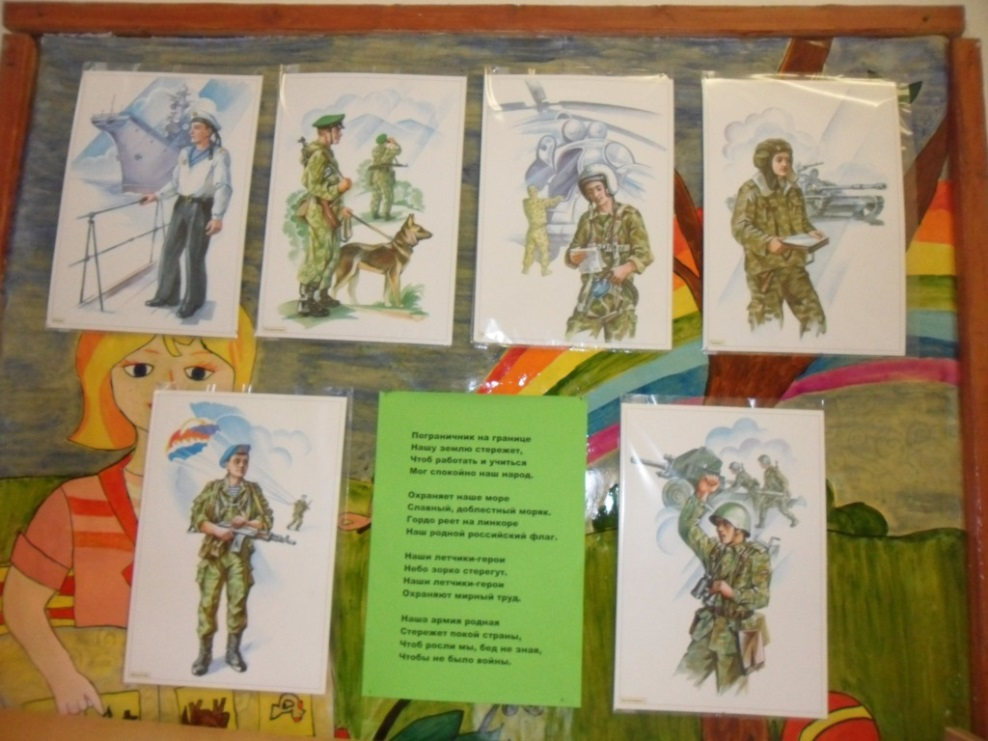 Пограничник на границе
Нашу землю стережет,
Чтоб работать и учиться
Мог спокойно наш народ.
Охраняет наше море
Славный, доблестный моряк.
Гордо реет на линкоре
Наш родной российский флаг.
Наши летчики-герои
Небо зорко стерегут.
Наши летчики-герои
Охраняют мирный труд.
Наша армия родная
Стережет покой страны,
Чтоб росли мы, бед не зная,
Чтобы не было войны.